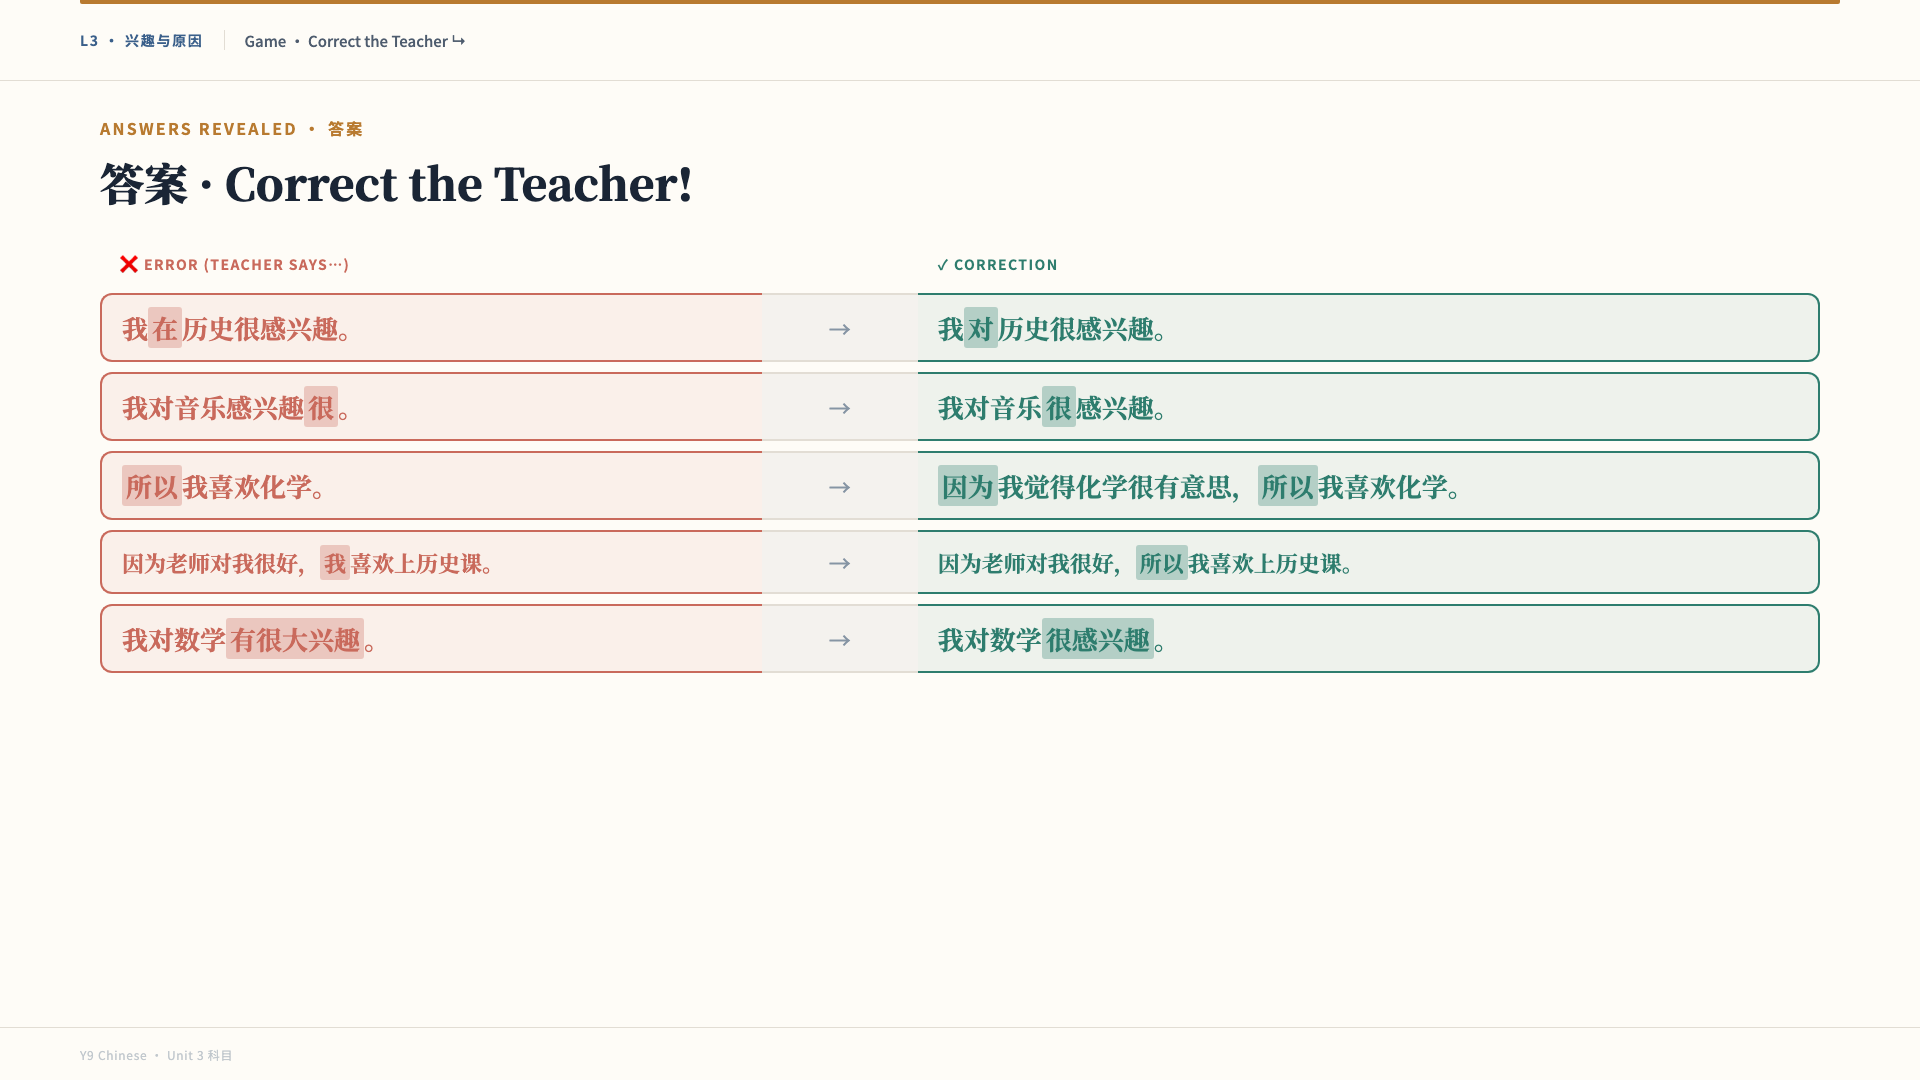 L3 • 兴趣与原因
Game • Correct the Teacher ↪
ANSWERS REVEALED • 答案
答案 · Correct the Teacher!
❌ ERROR (TEACHER SAYS…)
✓ CORRECTION
我在历史很感兴趣。 → 我对历史很感兴趣。
我对音乐感兴趣很。 → 我对音乐很感兴趣。
所以我喜欢化学。 → 因为我觉得化学很有意思，所以我喜欢化学。
因为老师对我很好，我喜欢上历史课。 → 因为老师对我很好，所以我喜欢上历史课。
我对数学有很大兴趣。 → 我对数学很感兴趣。
Y9 Chinese • Unit 3 科目